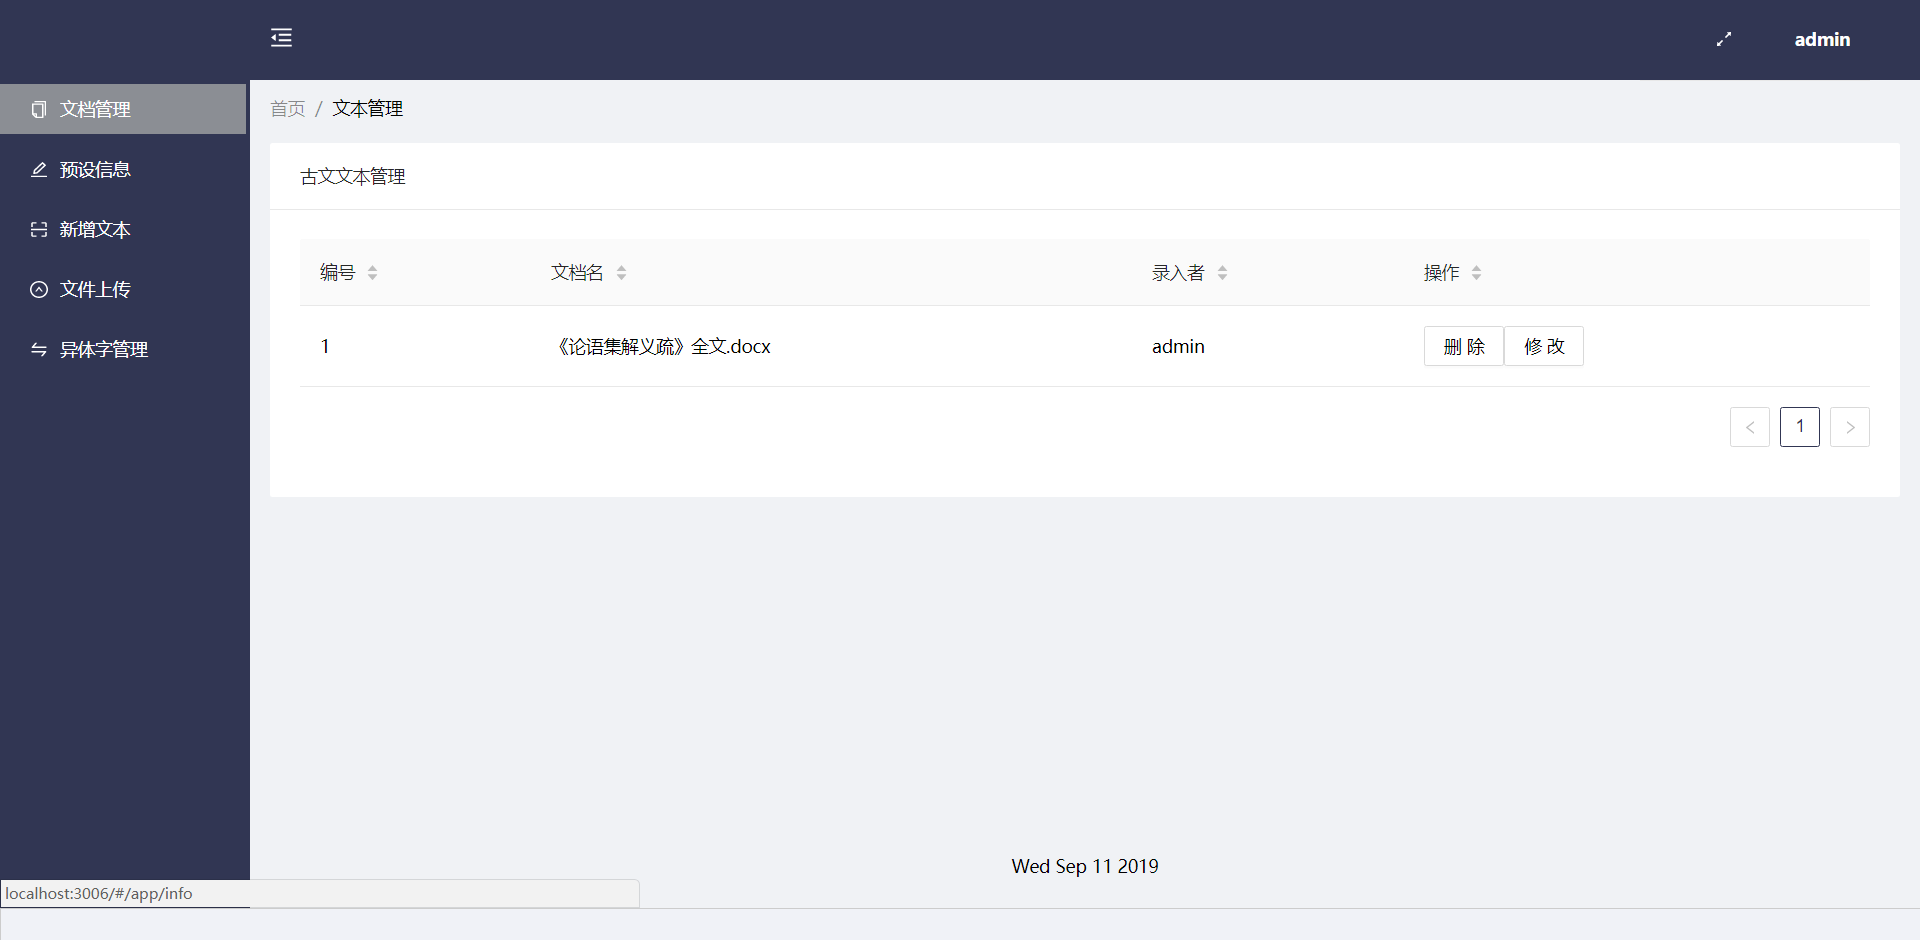 admin
文档管理
预设信息
新增文本
文件上传
异体字管理
首页 / 文本管理
古文文本管理
编号 文档名 录入者 操作
1 《论语集解义疏》全文.docx admin 删 除 修 改
< 1 >
Wed Sep 11 2019
localhost:3006/#/app/info